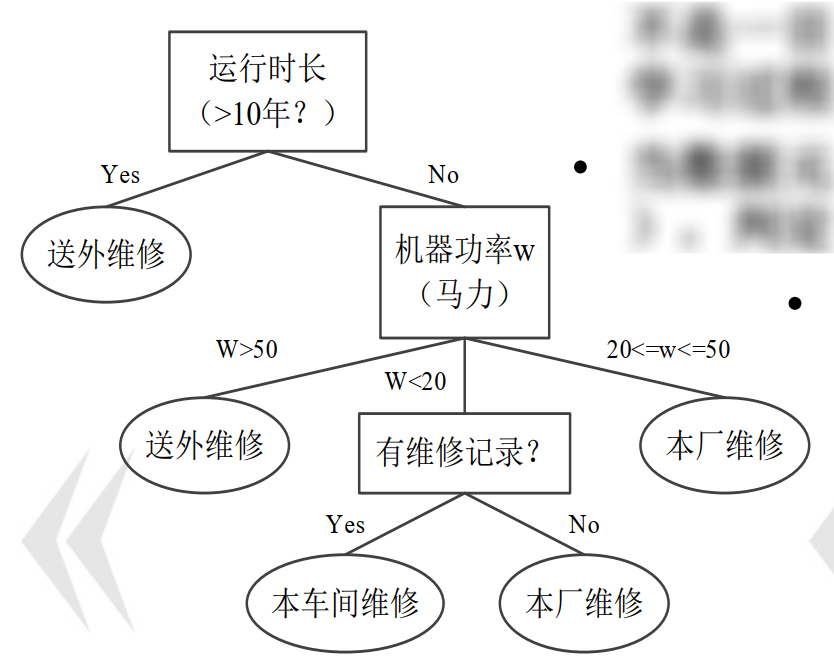 运行时长
（>10年？）
Yes
No
送外维修
机器功率w
（马力）
W>50
W<20
20<=w<=50
送外维修
有维修记录？
本厂维修
Yes
No
本车间维修
本厂维修